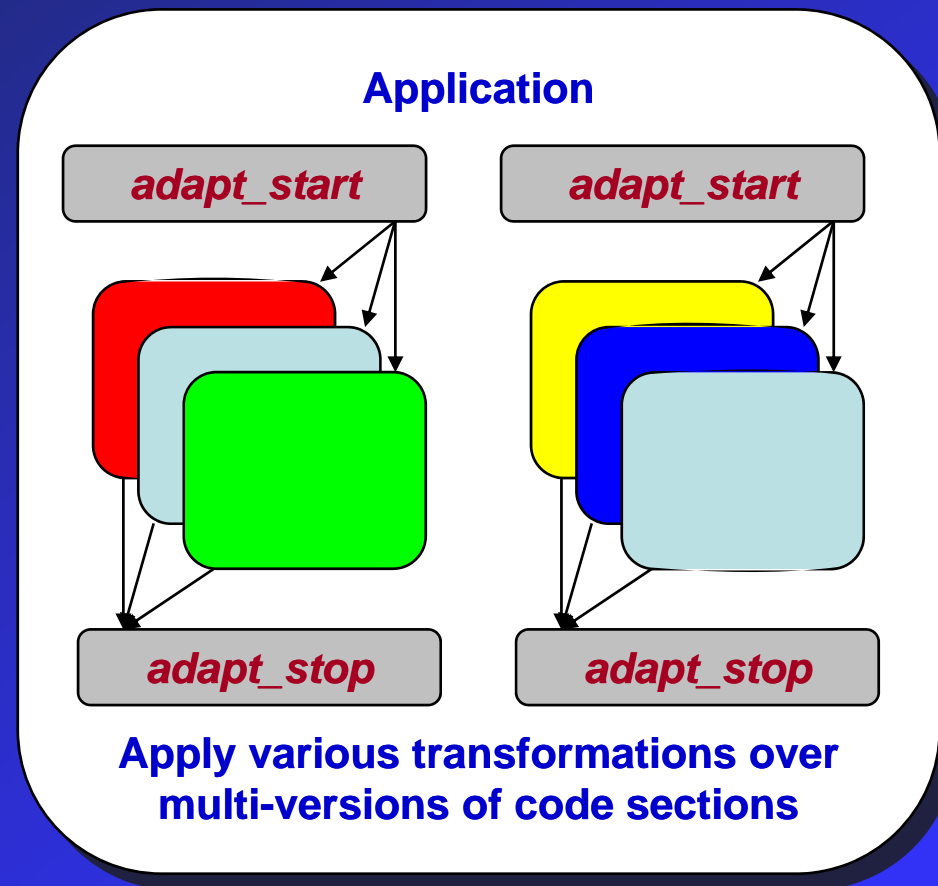 Application
adapt_start adapt_start
adapt_stop adapt_stop
Apply various transformations over
multi-versions of code sections